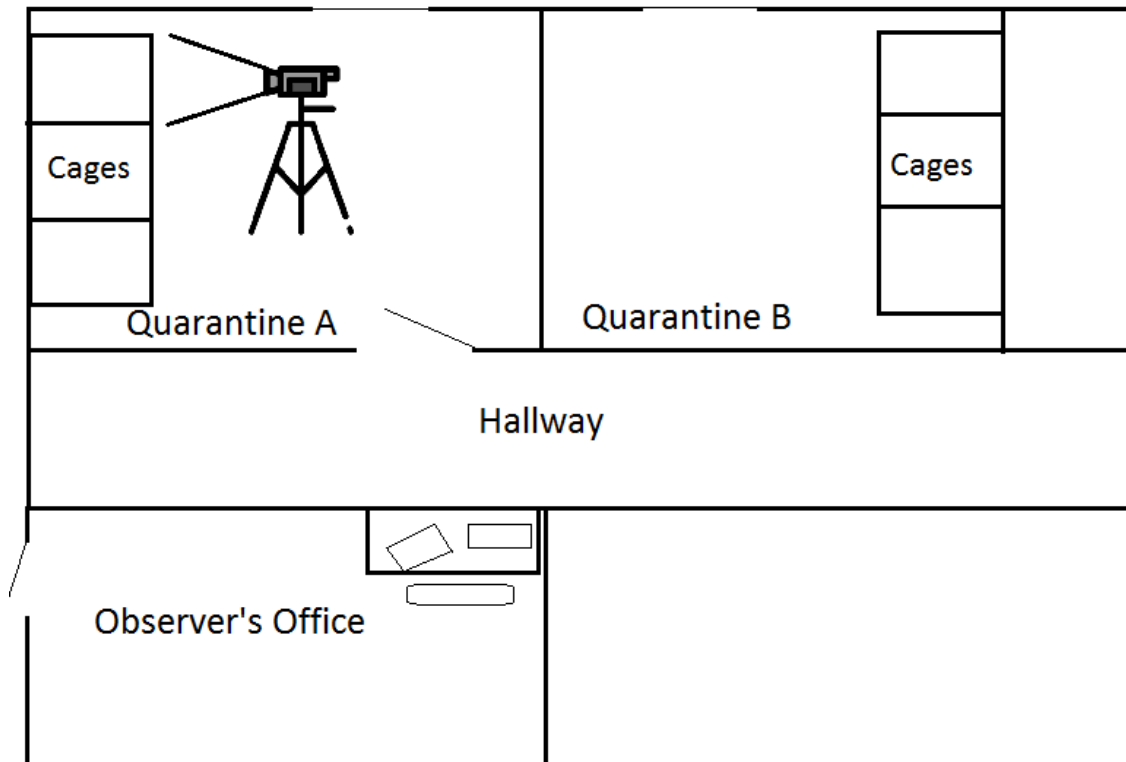 Cages
Cages
Quarantine A
Quarantine B
Hallway
Observer's Office